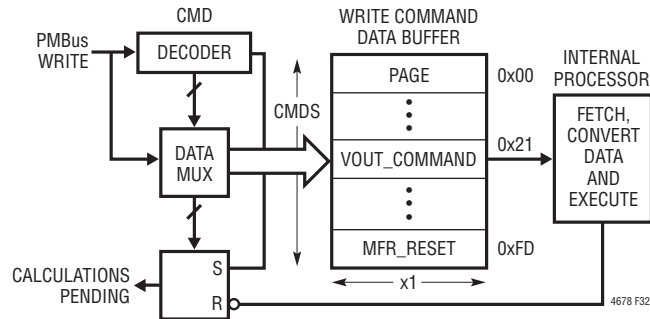 CMD
PMBus
WRITE
DECODER
DATA
MUX
S
R
CALCULATIONS
PENDING
CMDS
WRITE COMMAND
DATA BUFFER
PAGE
0x00
VOUT_COMMAND
0x21
MFR_RESET
0xFD
x1
INTERNAL
PROCESSOR
FETCH,
CONVERT
DATA
AND
EXECUTE
4678 F32